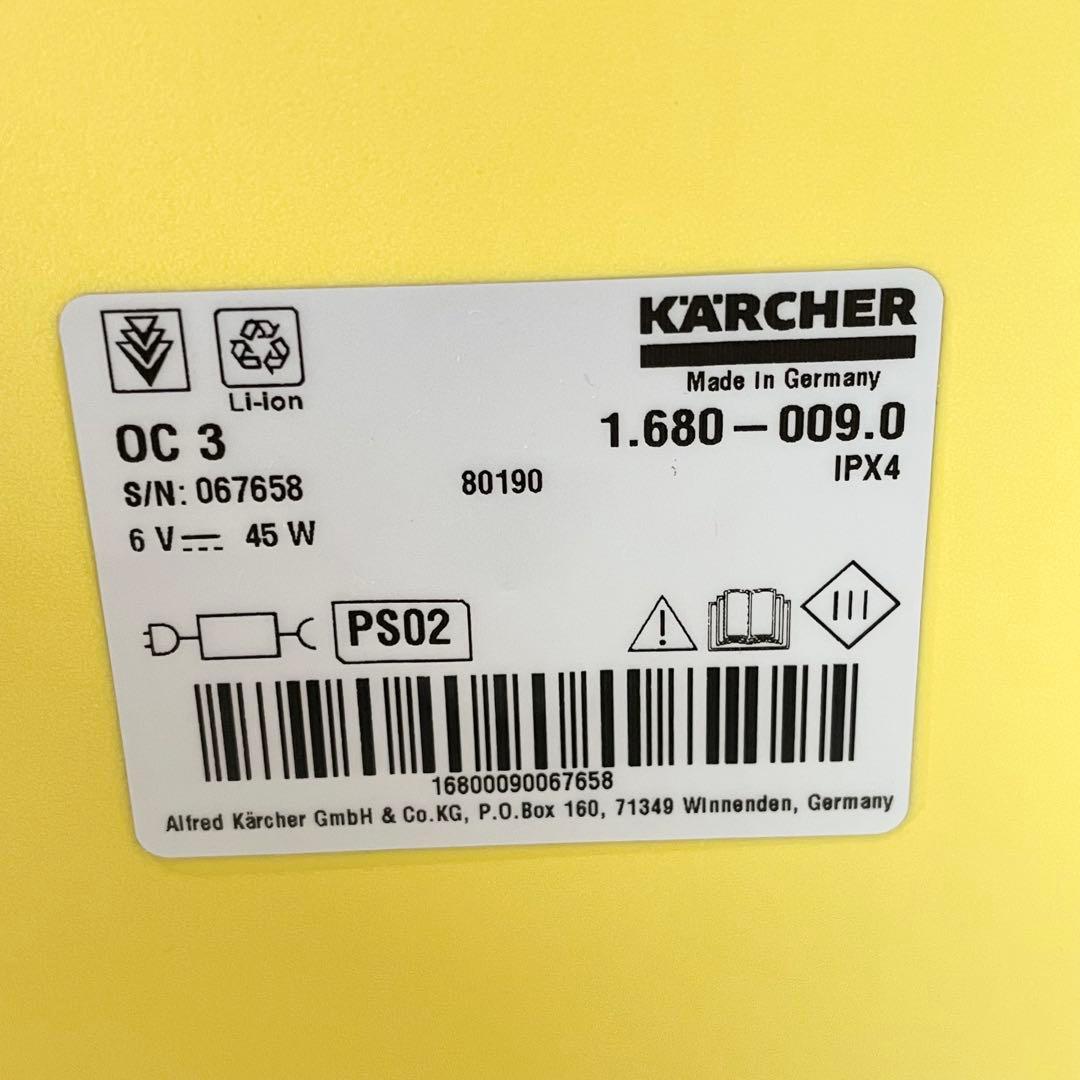 KÄRCHER
Made in Germany
Li-ion
OC 3
1.680-009.0
S/N: 067658
80190
IPX4
6 V 45 W
PS02
16800090067658
Alfred Kärcher GmbH & Co.KG, P.O.Box 160, 71349 Winnenden, Germany